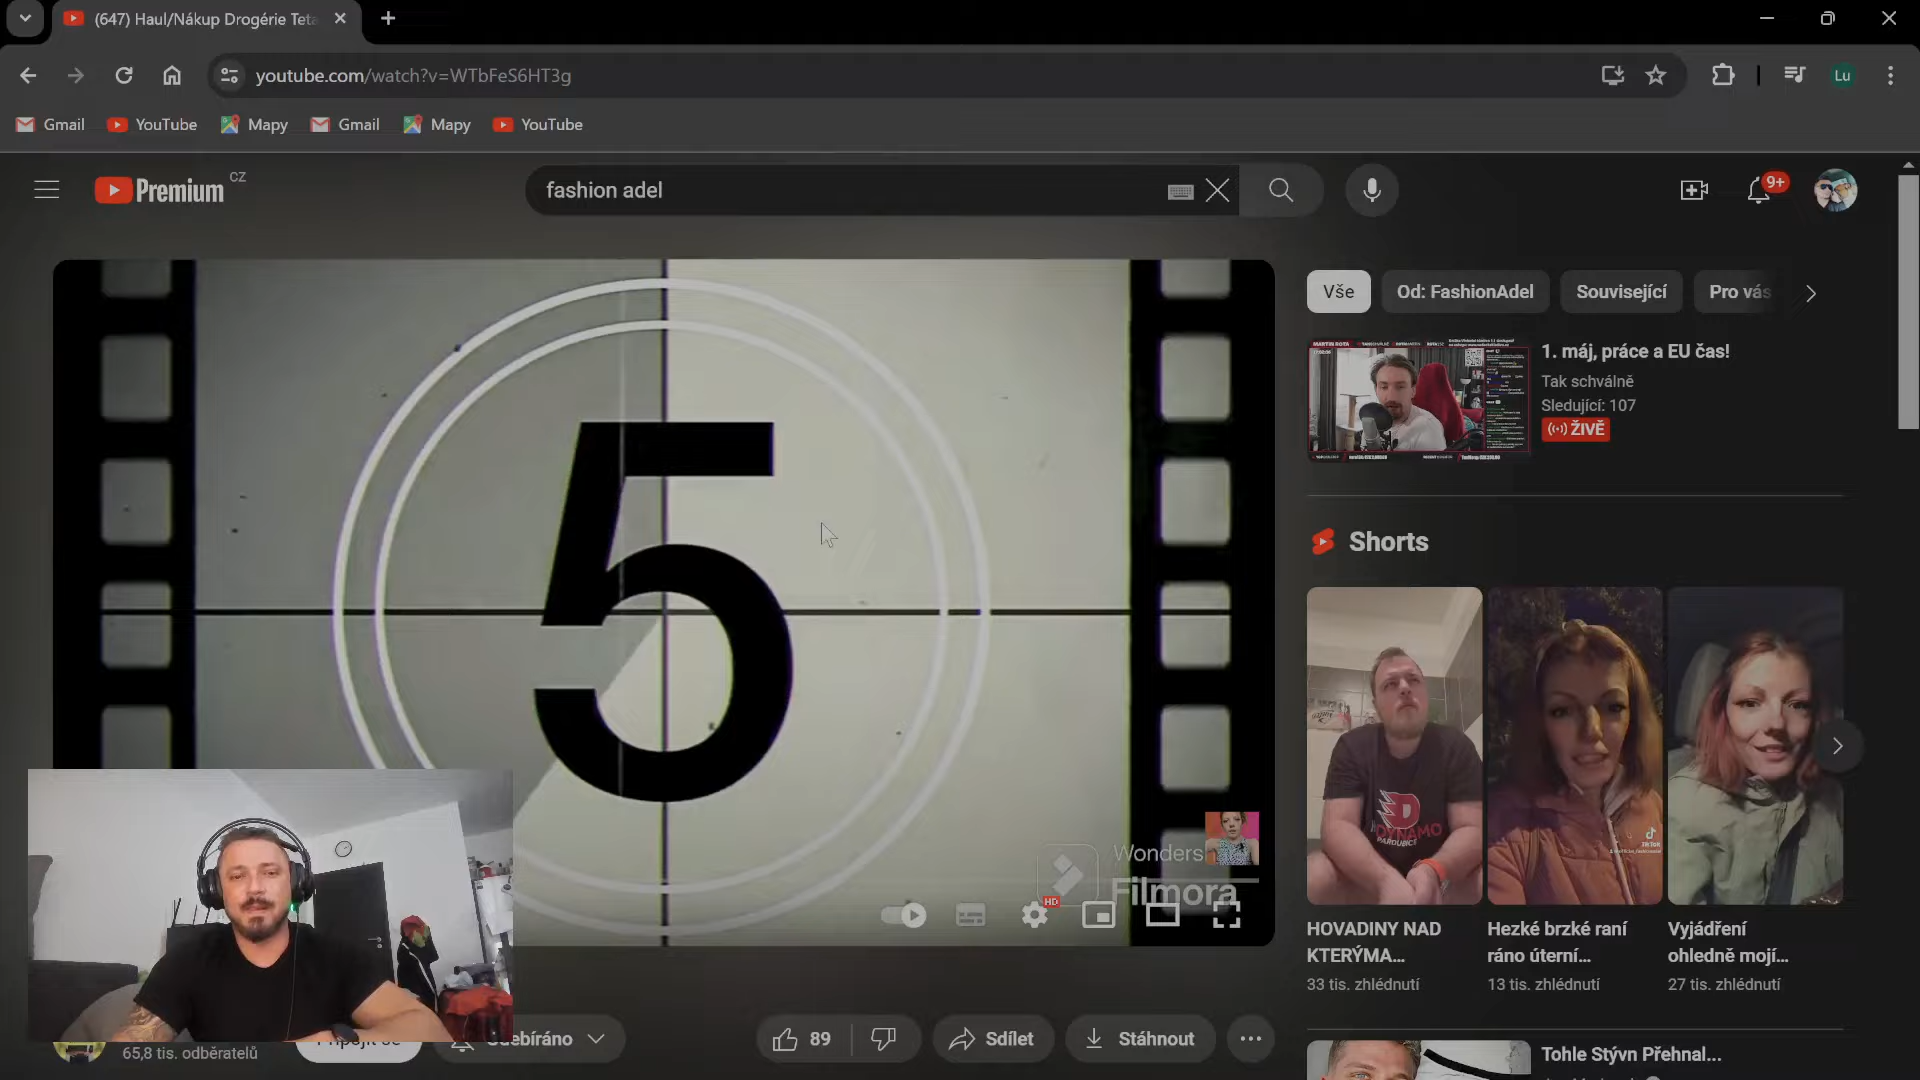 (647) Haul/Nákup Drogérie Teta
youtube.com/watch?v=WTbFeS6HT3g
Lu
Gmail
YouTube
Mapy
Gmail
Mapy
YouTube
Premium
CZ
fashion adel
9+
Vše
Od: FashionAdel
Související
Pro vás
1. máj, práce a EU čas!
Tak schválně
Sledující: 107
ŽIVĚ
Shorts
5
DYNAMO
PARDUBICE
Wonders
Filmora
HD
HOVADINY NAD
KTERÝMA...
33 tis. zhlédnutí
Hezké brzké raní
ráno úterní...
13 tis. zhlédnutí
Vyjádření
ohledně mojí...
27 tis. zhlédnutí
65,8 tis. odběratelů
89
Sdílet
Stáhnout
Tohle Stývn Přehnal...